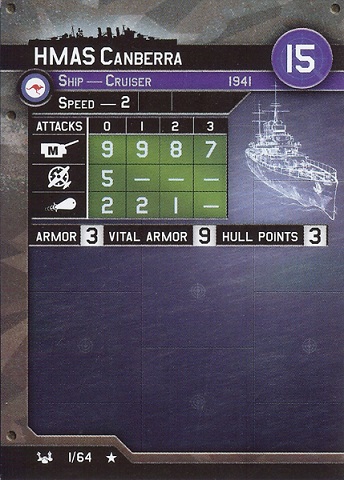 HMAS CANBERRA 15
SHIP — CRUISER 1941
SPEED — 2
ATTACKS 0 1 2 3
M 9 9 8 7
5 — — —
2 2 1 —
ARMOR 3 VITAL ARMOR 9 HULL POINTS 3
1/64 ★